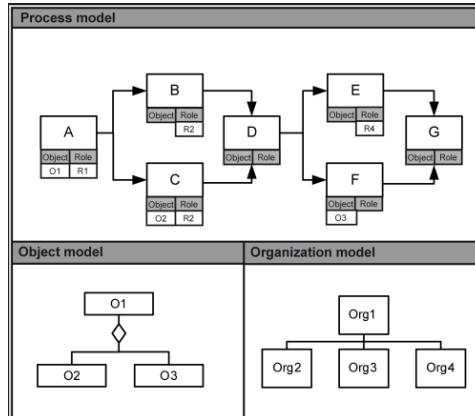 Process model
B
E
Object Role
Object Role
R2
R4
A
D
G
Object Role
Object Role
Object Role
O1 R1
C
F
Object Role
Object Role
O2 R2
O3
Object model
Organization model
O1
Org1
O2 O3
Org2 Org3 Org4